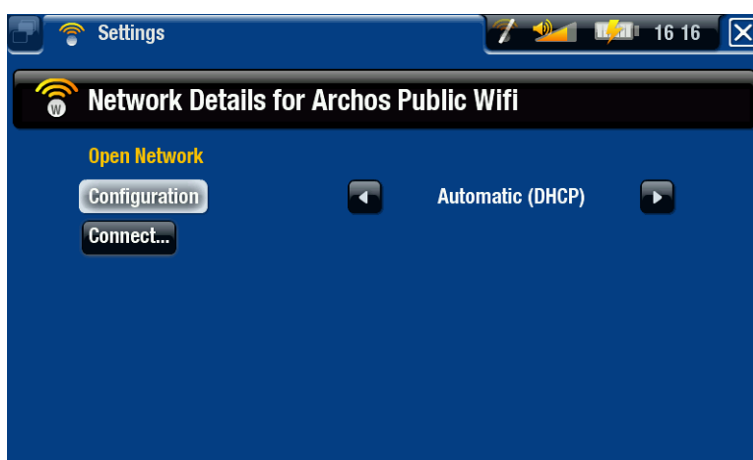 Settings
16 16
W
Network Details for Archos Public Wifi
Open Network
Configuration
Automatic (DHCP)
Connect...